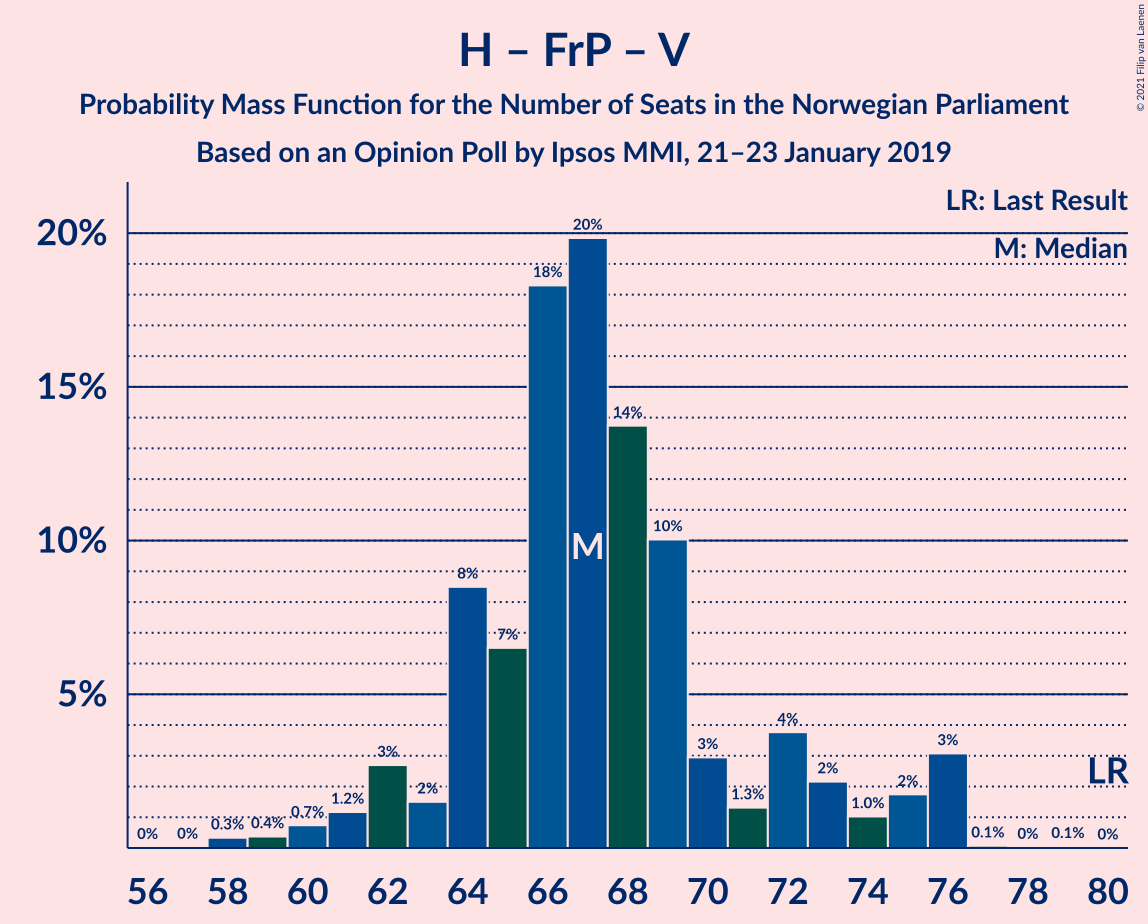 H – FrP – V
Probability Mass Function for the Number of Seats in the Norwegian Parliament
Based on an Opinion Poll by Ipsos MMI, 21–23 January 2019
© 2021 Filip van Laenen
LR: Last Result
M: Median
20%
15%
10%
5%
0% 0% 0.3% 0.4% 0.7% 1.2% 3% 2% 8% 7% 18% 20% 14% 10% 3% 1.3% 4% 2% 1.0% 2% 3% 0.1% 0% 0.1% 0%
M
LR
56 58 60 62 64 66 68 70 72 74 76 78 80